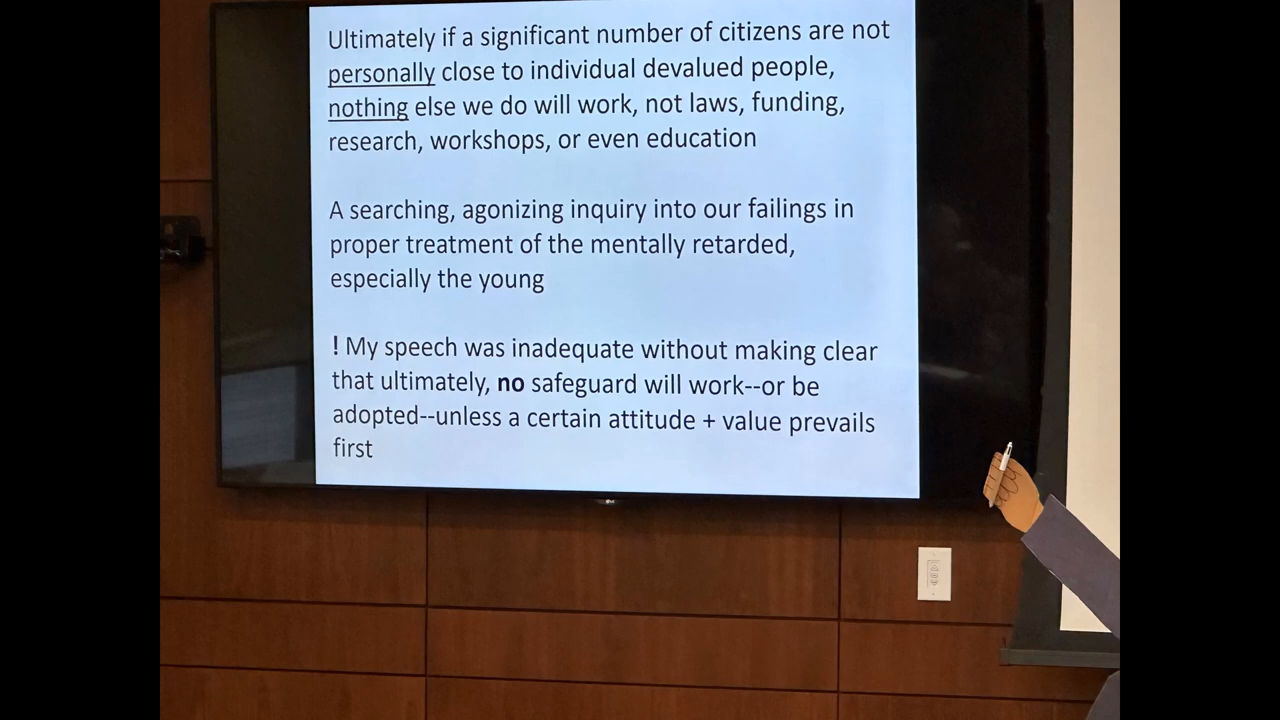 Ultimately if a significant number of citizens are not
personally close to individual devalued people,
nothing else we do will work, not laws, funding,
research, workshops, or even education
A searching, agonizing inquiry into our failings in
proper treatment of the mentally retarded,
especially the young
! My speech was inadequate without making clear
that ultimately, no safeguard will work--or be
adopted--unless a certain attitude + value prevails
first